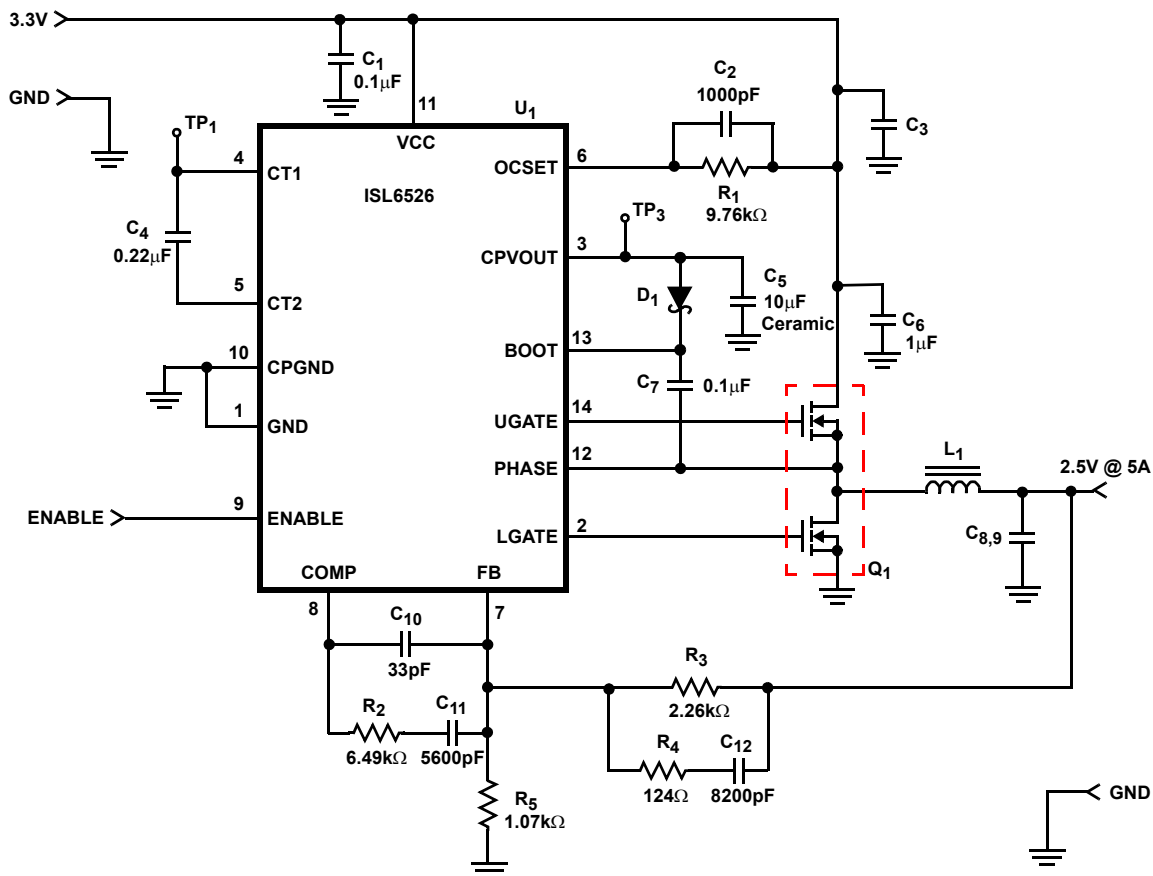 3.3V
GND
C1
0.1μF
11
U1
VCC
ISL6526
TP1
4
CT1
C4
0.22μF
5
CT2
10
CPGND
1
GND
ENABLE
9
ENABLE
COMP
8
FB
7
OCSET
6
C2
1000pF
R1
9.76kΩ
C3
TP3
CPVOUT
3
D1
C5
10μF
Ceramic
C6
1μF
BOOT
13
C7
0.1μF
UGATE
14
PHASE
12
LGATE
2
Q1
L1
2.5V @ 5A
C8,9
C10
33pF
R2
6.49kΩ
C11
5600pF
R3
2.26kΩ
R4
124Ω
C12
8200pF
R5
1.07kΩ
GND